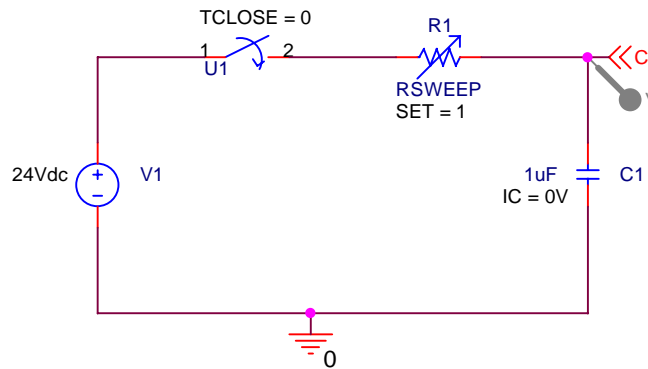 TCLOSE = 0
1
2
U1
R1
RSWEEP
SET = 1
C
24Vdc
V1
1uF
C1
IC = 0V
0